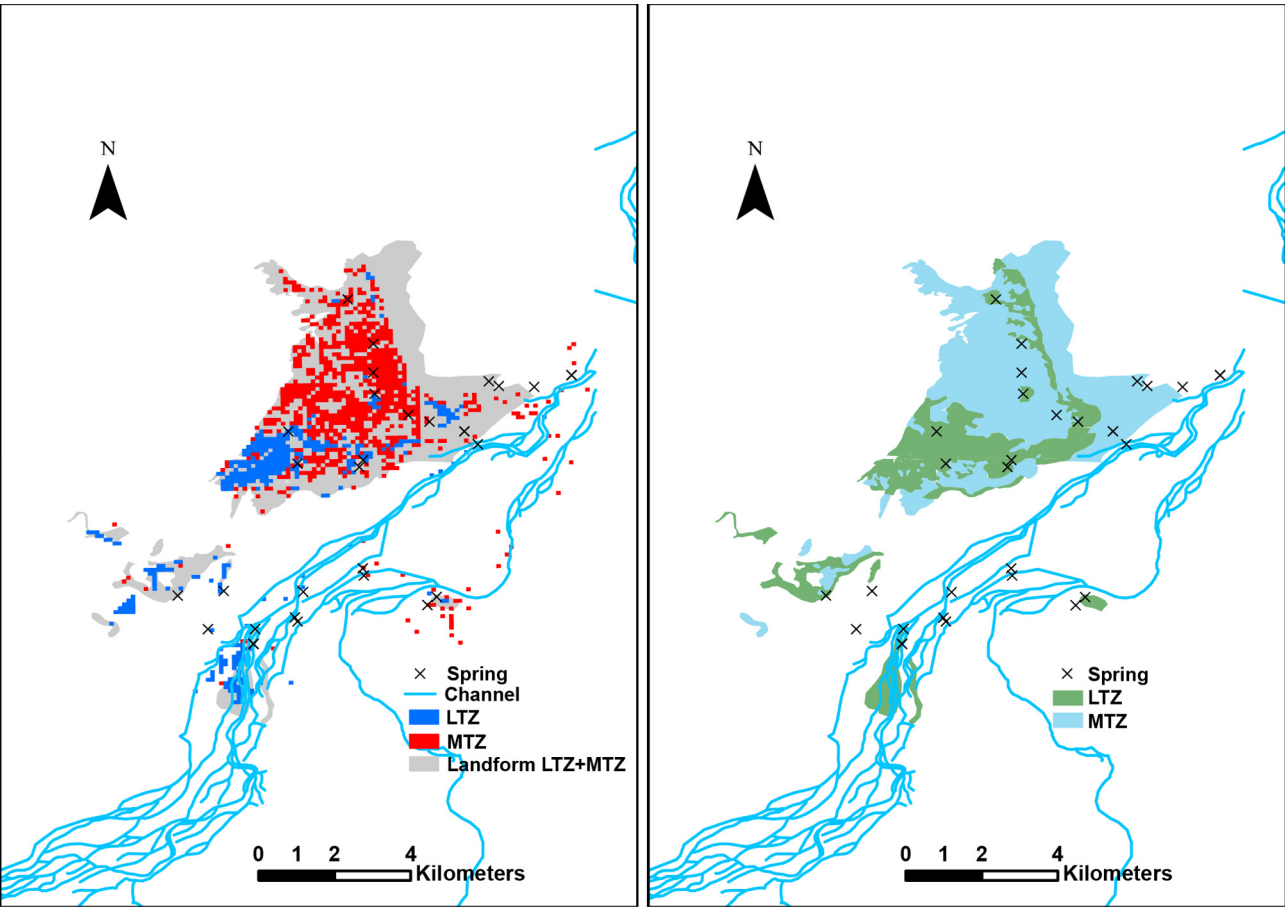 N
Spring
Channel
LTZ
MTZ
Landform LTZ+MTZ
0 1 2 4
Kilometers
N
Spring
LTZ
MTZ
0 1 2 4
Kilometers